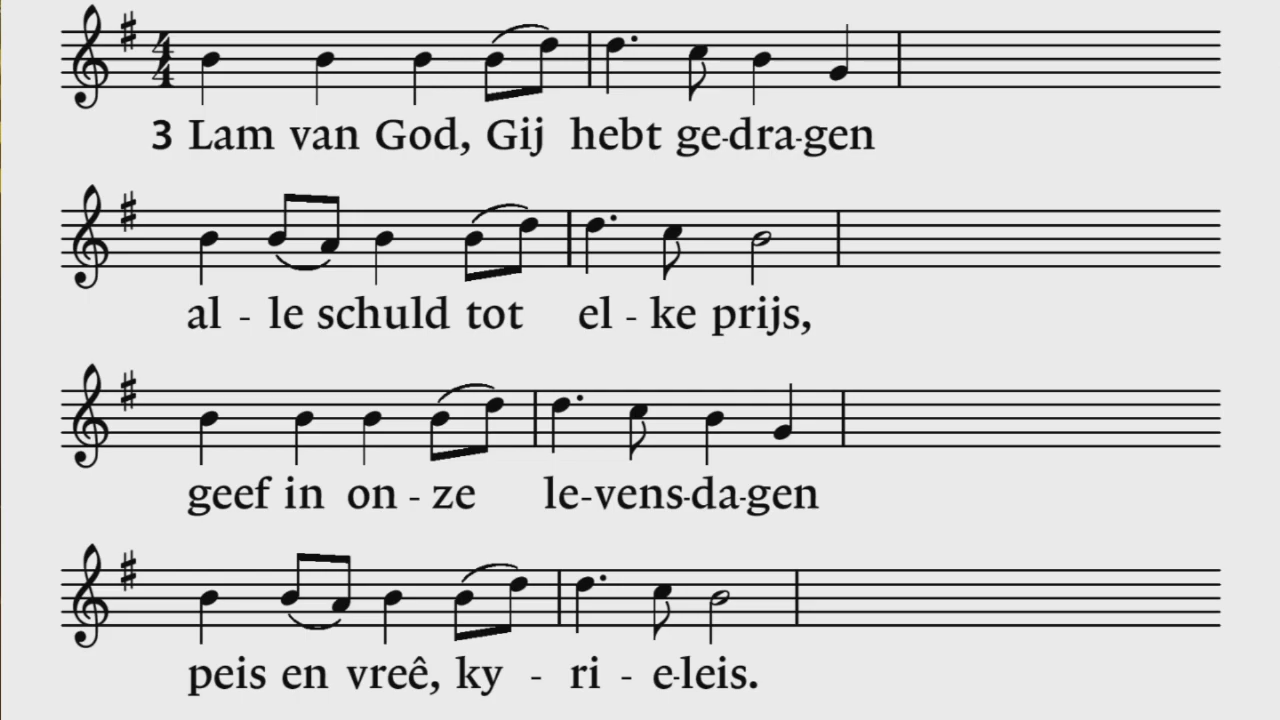 3 Lam van God, Gij hebt ge-dra-gen
al - le schuld tot el - ke prijs,
geef in on - ze le-vens-da-gen
peis en vreê, ky - ri - e-leis.